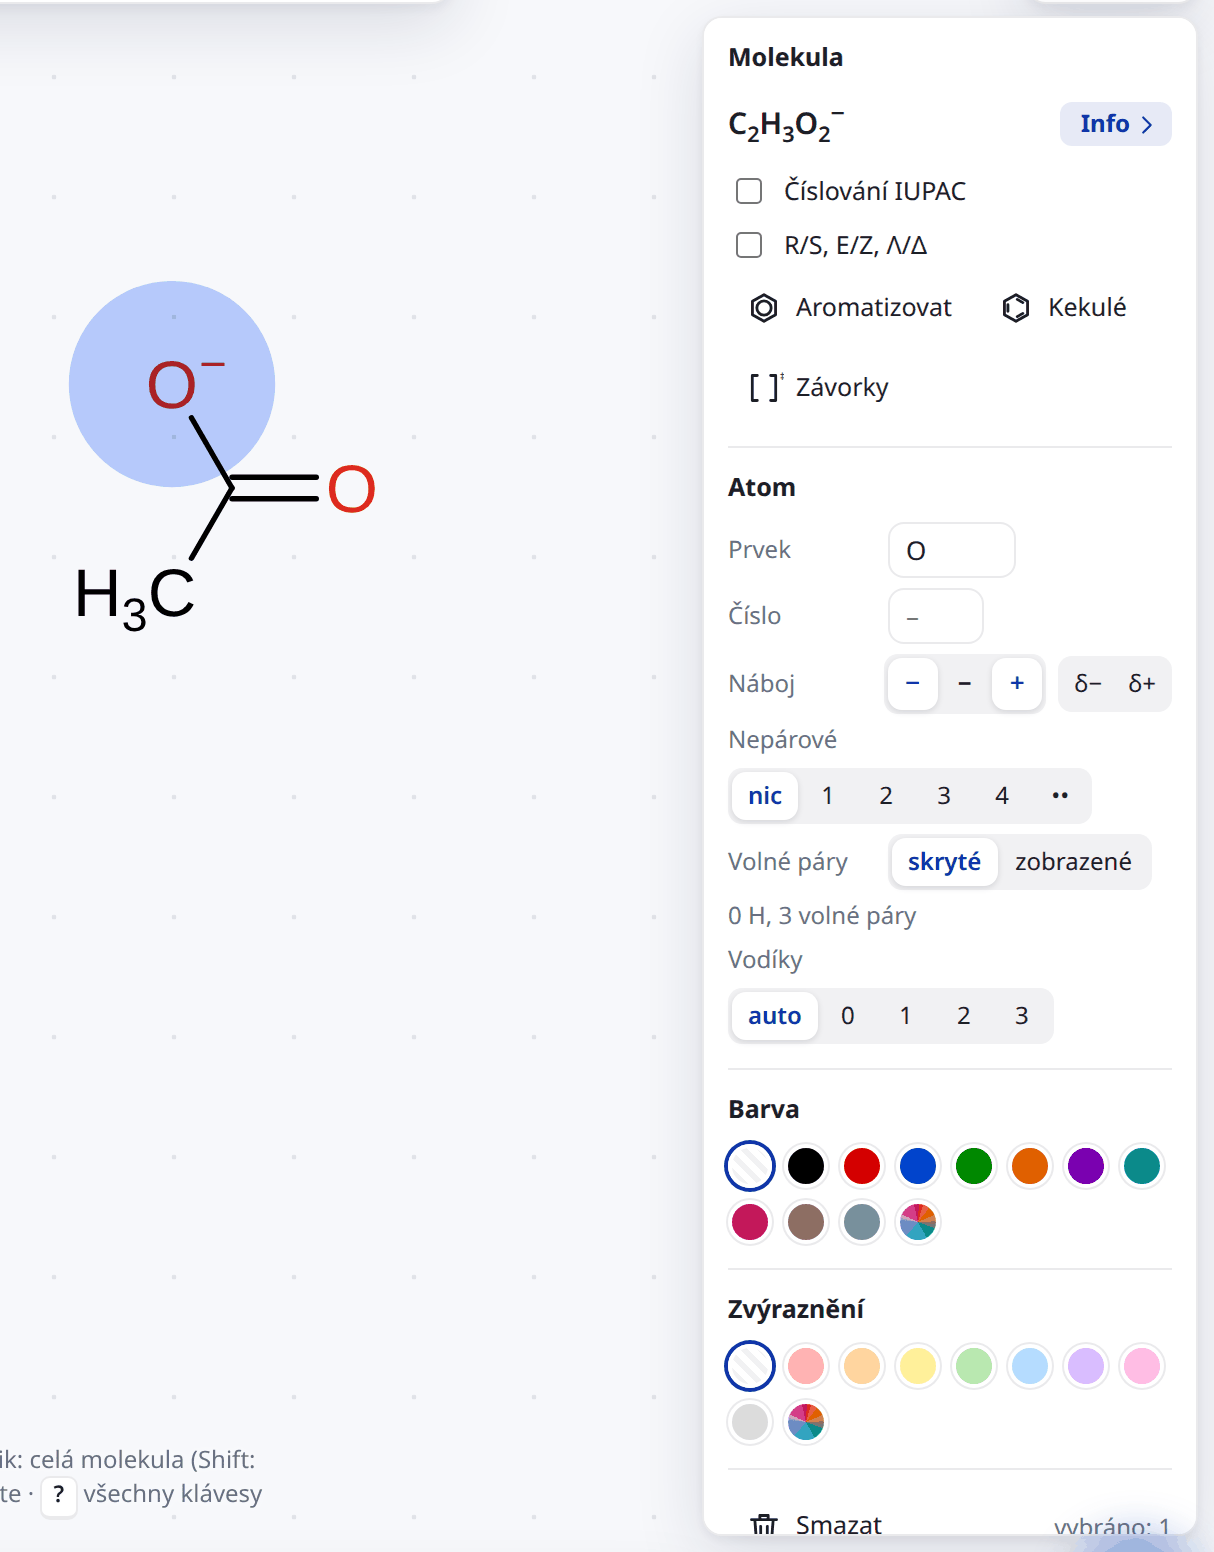 Molekula
C₂H₃O₂⁻
Info
Číslování IUPAC
R/S, E/Z, Λ/Δ
Aromatizovat
Kekulé
[ ]‡ Závorky
O⁻
O
H₃C
Atom
Prvek
O
Číslo
–
Náboj
− – +
δ− δ+
Nepárové
nic 1 2 3 4 ••
Volné páry
skryté zobrazené
0 H, 3 volné páry
Vodíky
auto 0 1 2 3
Barva
Zvýraznění
Smazat
vybráno: 1
ik: celá molekula (Shift:
te · ? všechny klávesy